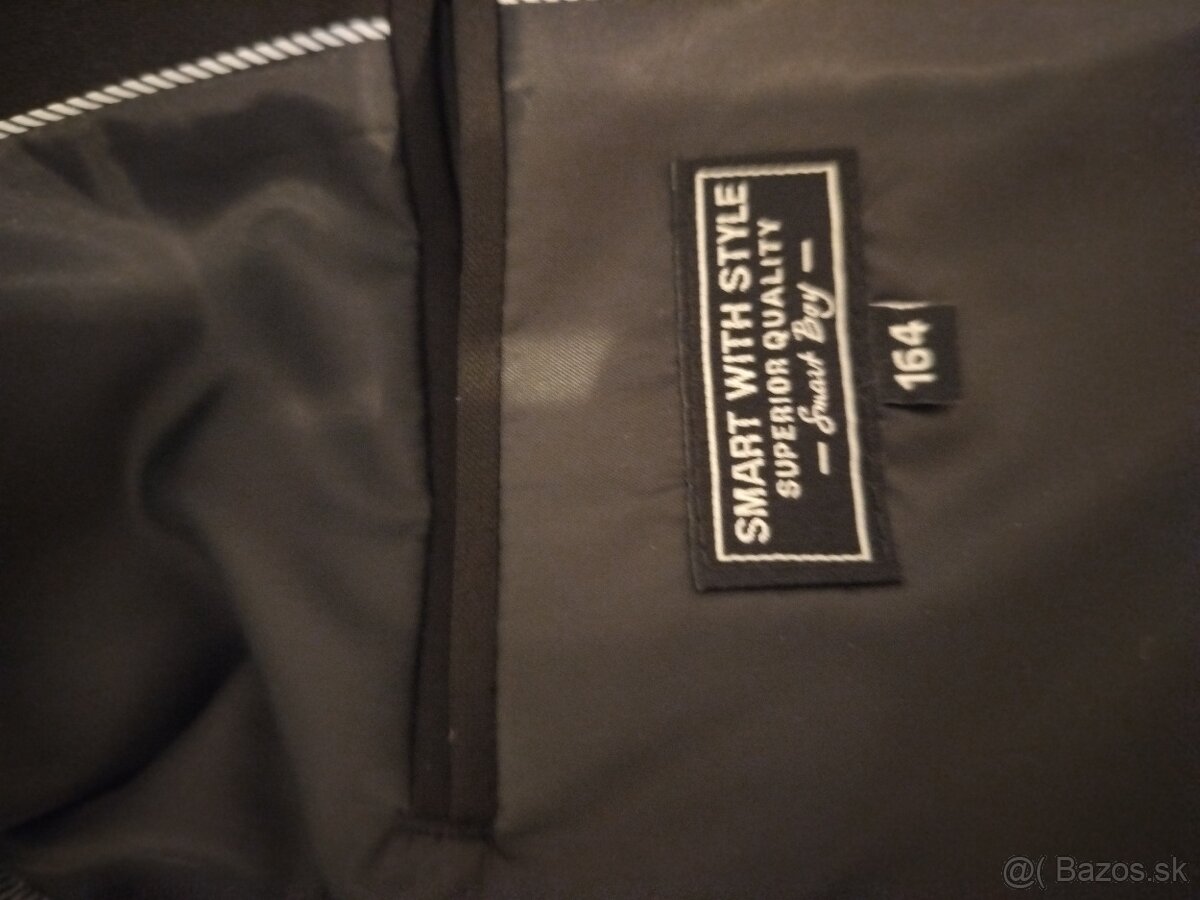 SMART WITH STYLE
SUPERIOR QUALITY
— Smart Boy —
164
@( Bazos.sk